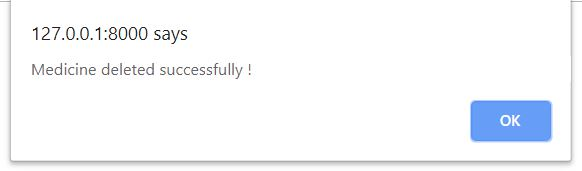 127.0.0.1:8000 says
Medicine deleted successfully !
OK